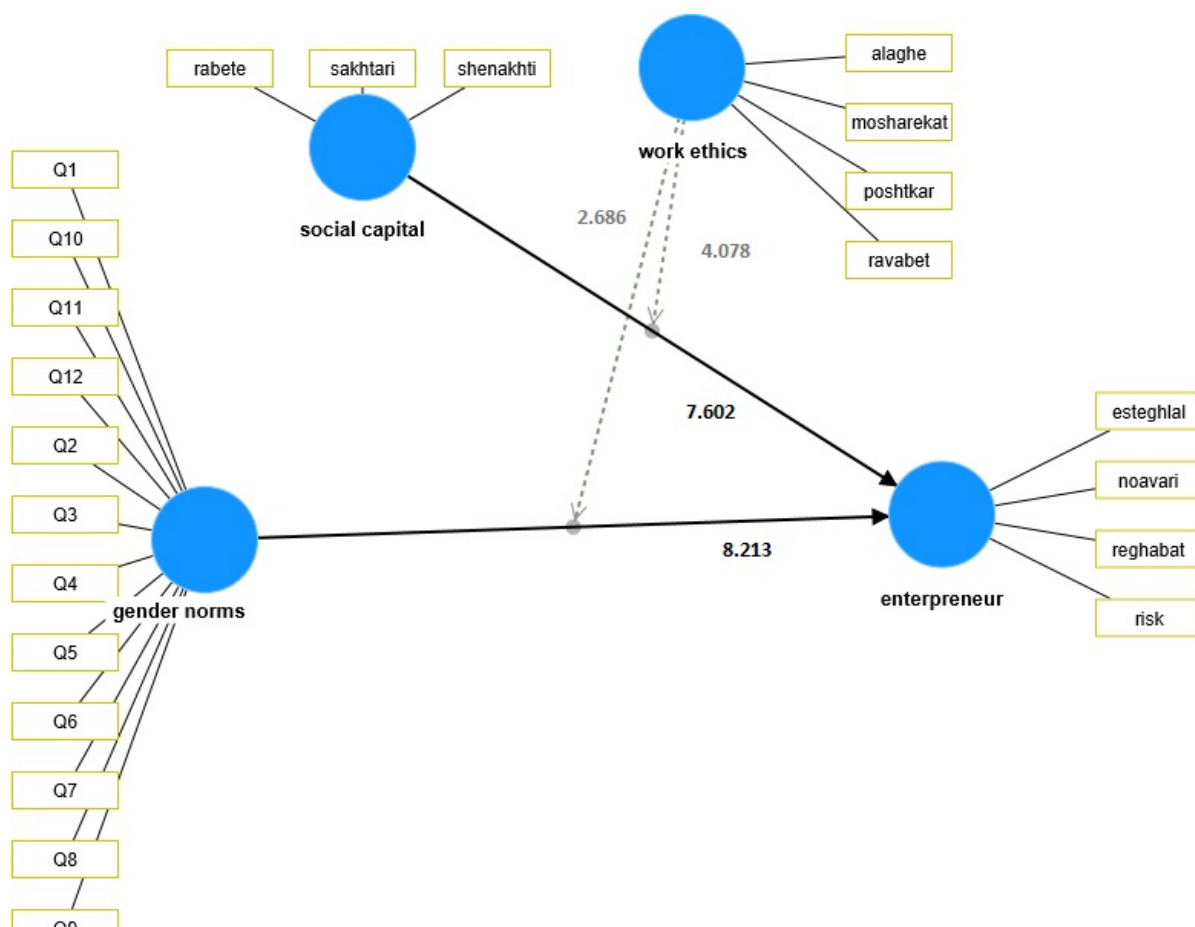 rabete
sakhtari
shenakhti
social capital
alaghe
mosharekat
poshtkar
ravabet
work ethics
2.686
4.078
7.602
8.213
Q1
Q10
Q11
Q12
Q2
Q3
Q4
Q5
Q6
Q7
Q8
gender norms
esteghlal
noavari
reghabat
risk
enterpreneur